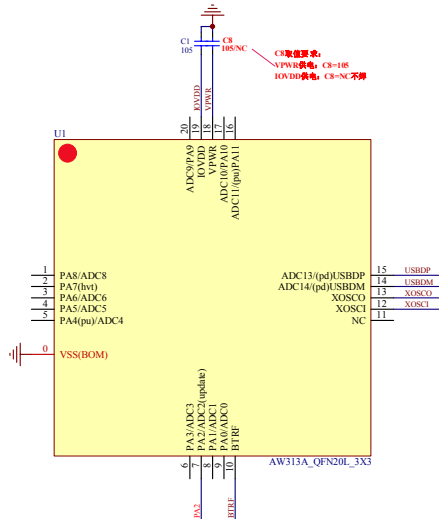 C1
105
C8
105/NC
C8取值要求:
VPWR供电: C8=105
IOVDD供电: C8=NC不焊
IOVDD
VPWR
20
19
18
17
16
U1
ADC9/PA9
IOVDD
VPWR
ADC10/PA10
ADC11/(pu)PA11
1 PA8/ADC8
2 PA7(hvt)
3 PA6/ADC6
4 PA5/ADC5
5 PA4(pu)/ADC4
0 VSS(BOM)
ADC13/(pd)USBDP 15 USBDP
ADC14/(pd)USBDM 14 USBDM
XOSCO 13 XOSCO
XOSCI 12 XOSCI
NC 11
PA3/ADC3
PA2/ADC2(update)
PA1/ADC1
PA0/ADC0
BTRF
6
7
8
9
10
AW313A_QFN20L_3X3
PA2
BTRF